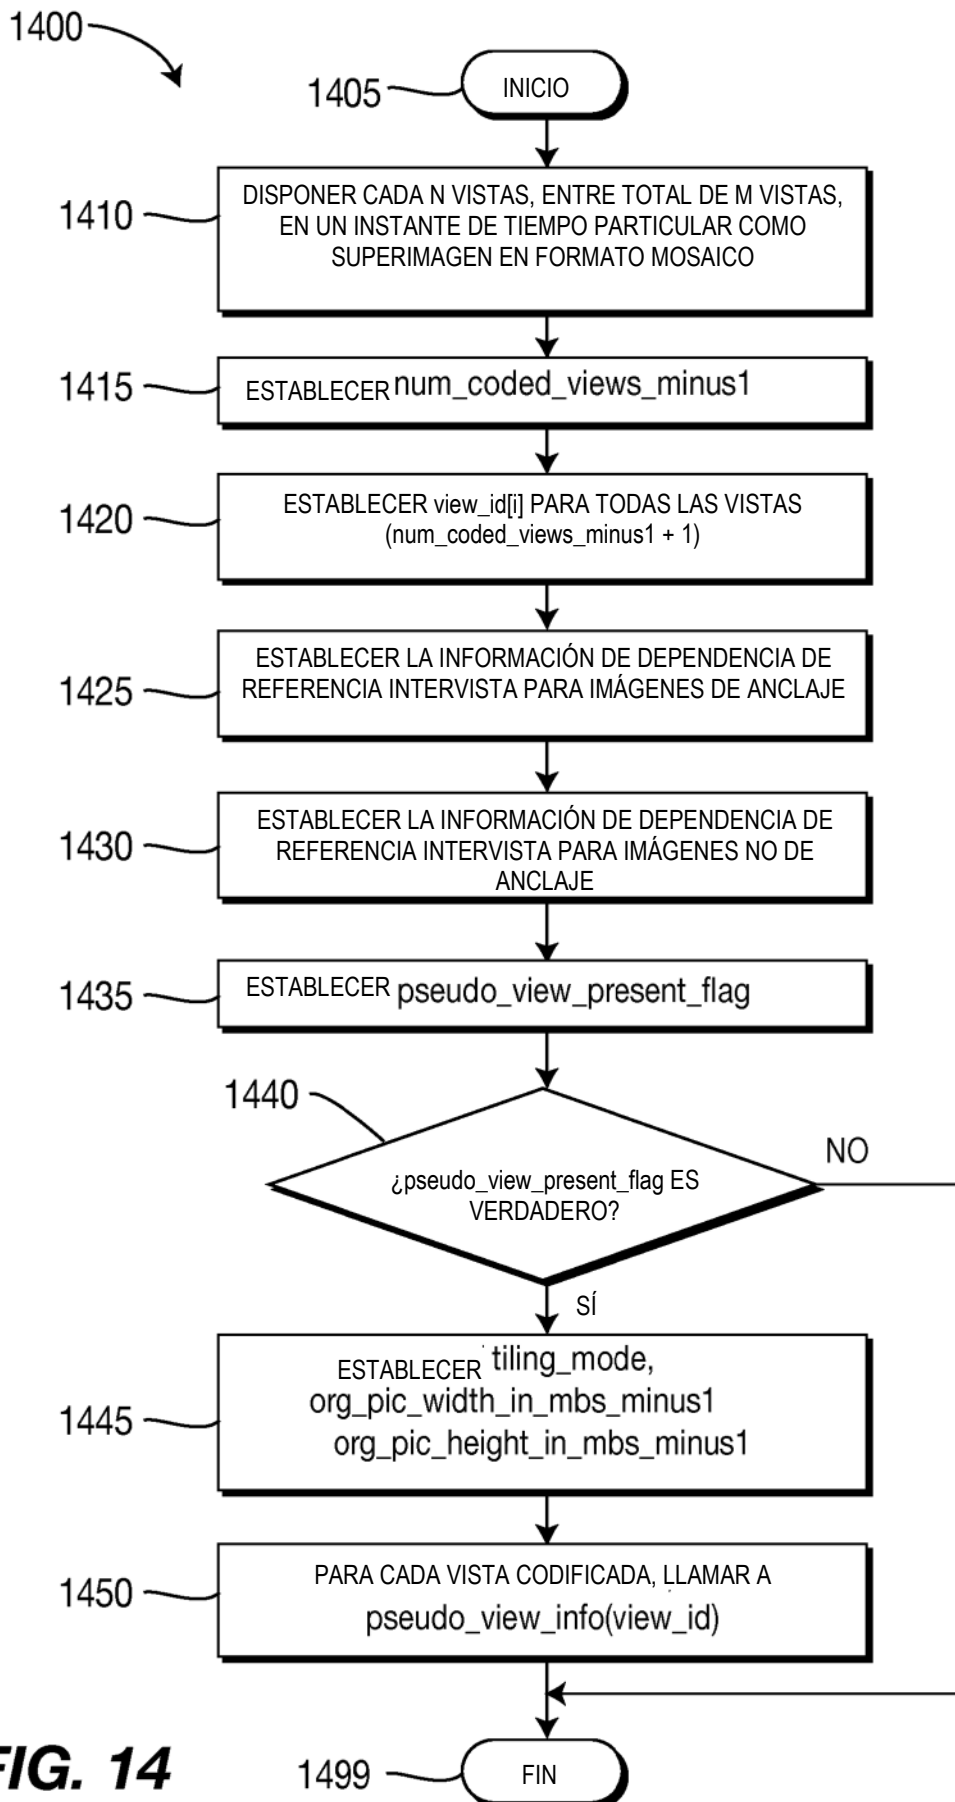 1400
1405
INICIO
1410
DISPONER CADA N VISTAS, ENTRE TOTAL DE M VISTAS,
EN UN INSTANTE DE TIEMPO PARTICULAR COMO
SUPERIMAGEN EN FORMATO MOSAICO
1415
ESTABLECER num_coded_views_minus1
1420
ESTABLECER view_id[i] PARA TODAS LAS VISTAS
(num_coded_views_minus1 + 1)
1425
ESTABLECER LA INFORMACIÓN DE DEPENDENCIA DE
REFERENCIA INTERVISTA PARA IMÁGENES DE ANCLAJE
1430
ESTABLECER LA INFORMACIÓN DE DEPENDENCIA DE
REFERENCIA INTERVISTA PARA IMÁGENES NO DE
ANCLAJE
1435
ESTABLECER pseudo_view_present_flag
1440
¿pseudo_view_present_flag ES
VERDADERO?
NO
SÍ
1445
ESTABLECER tiling_mode,
org_pic_width_in_mbs_minus1
org_pic_height_in_mbs_minus1
1450
PARA CADA VISTA CODIFICADA, LLAMAR A
pseudo_view_info(view_id)
FIG. 14
1499
FIN